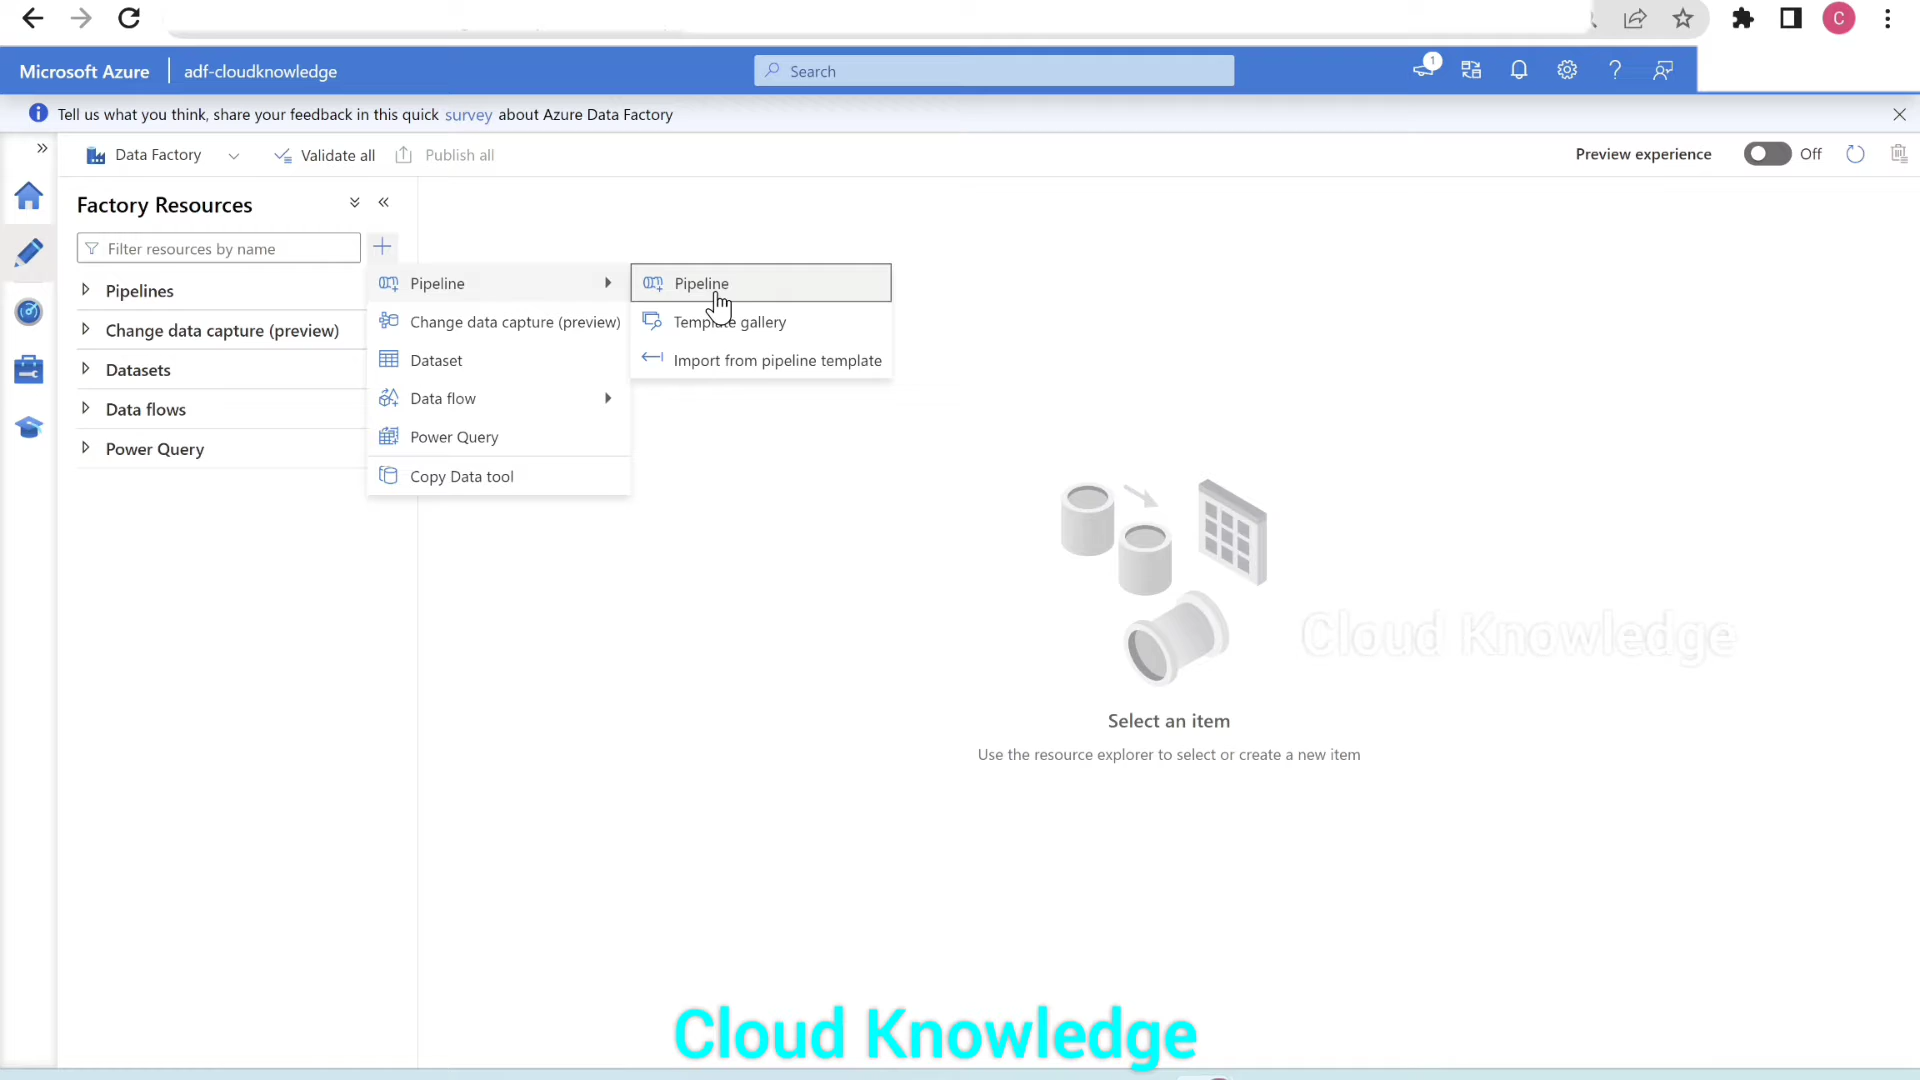 C
Microsoft Azure
adf-cloudknowledge
Search
1
Tell us what you think, share your feedback in this quick survey about Azure Data Factory
Data Factory
Validate all
Publish all
Preview experience
Off
Factory Resources
Filter resources by name
Pipelines
Change data capture (preview)
Datasets
Data flows
Power Query
Pipeline
Change data capture (preview)
Dataset
Data flow
Power Query
Copy Data tool
Pipeline
Template gallery
Import from pipeline template
Cloud Knowledge
Select an item
Use the resource explorer to select or create a new item
Cloud Knowledge